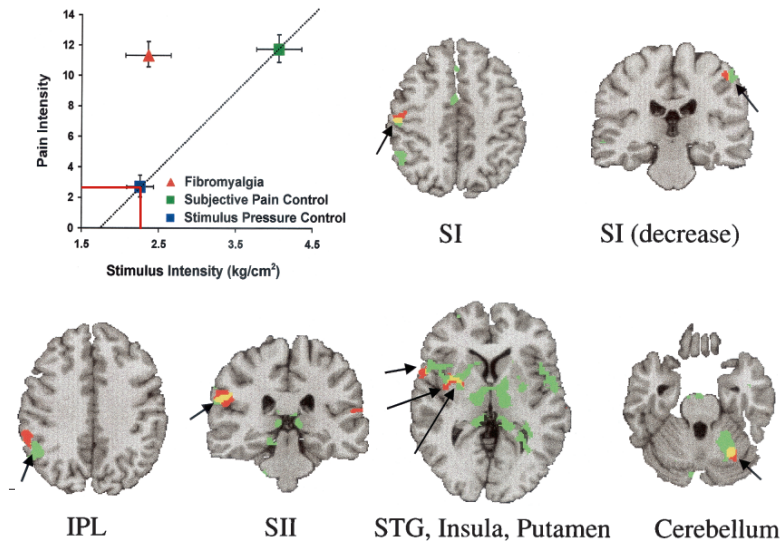 14
12
10
8
6
4
2
0
Pain Intensity
Fibromyalgia
Subjective Pain Control
Stimulus Pressure Control
1.5 2.5 3.5 4.5
Stimulus Intensity (kg/cm²)
SI
SI (decrease)
IPL
SII
STG, Insula, Putamen
Cerebellum